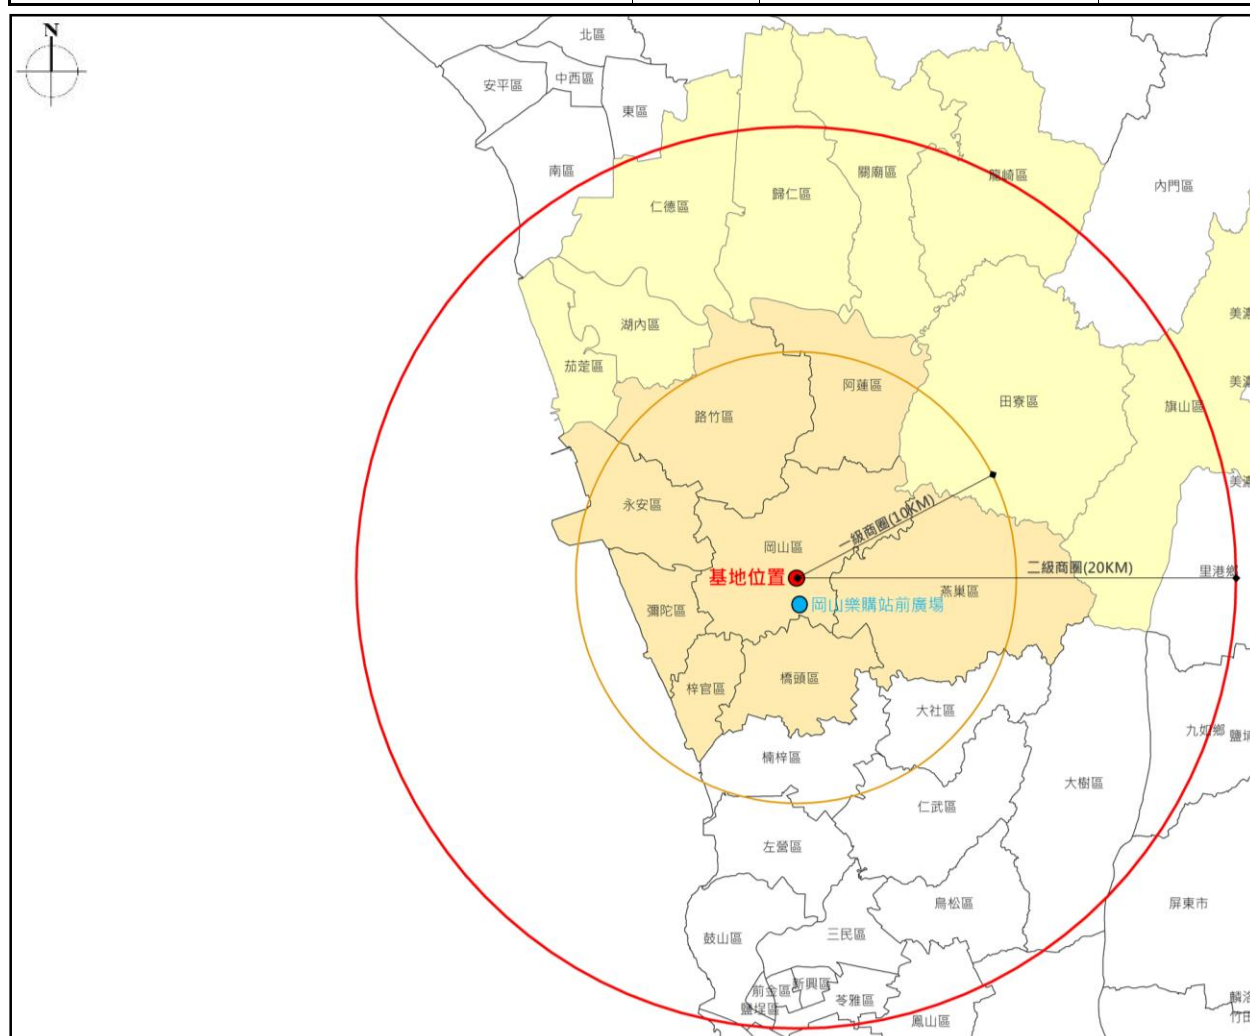 N
北區
中西區
安平區
東區
南區
關廟區
龍崎區
內門區
歸仁區
仁德區
湖內區
茄萣區
阿蓮區
田寮區
旗山區
路竹區
永安區
一級商圈(10KM)
岡山區
二級商圈(20KM)
里港鄉
基地位置
燕巢區
岡山樂購站前廣場
彌陀區
橋頭區
梓官區
大社區
九如鄉
楠梓區
大樹區
仁武區
左營區
鳥松區
屏東市
三民區
鼓山區
新興區
前金區
苓雅區
鹽埕區
鳳山區